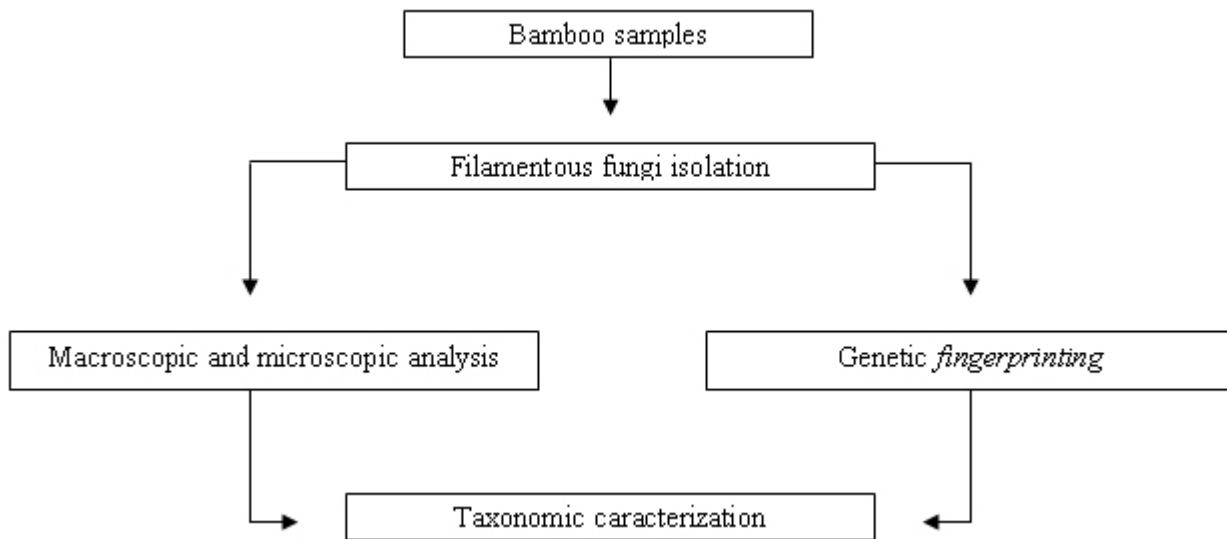 Bamboo samples
Filamentous fungi isolation
Macroscopic and microscopic analysis
Genetic fingerprinting
Taxonomic caracterization